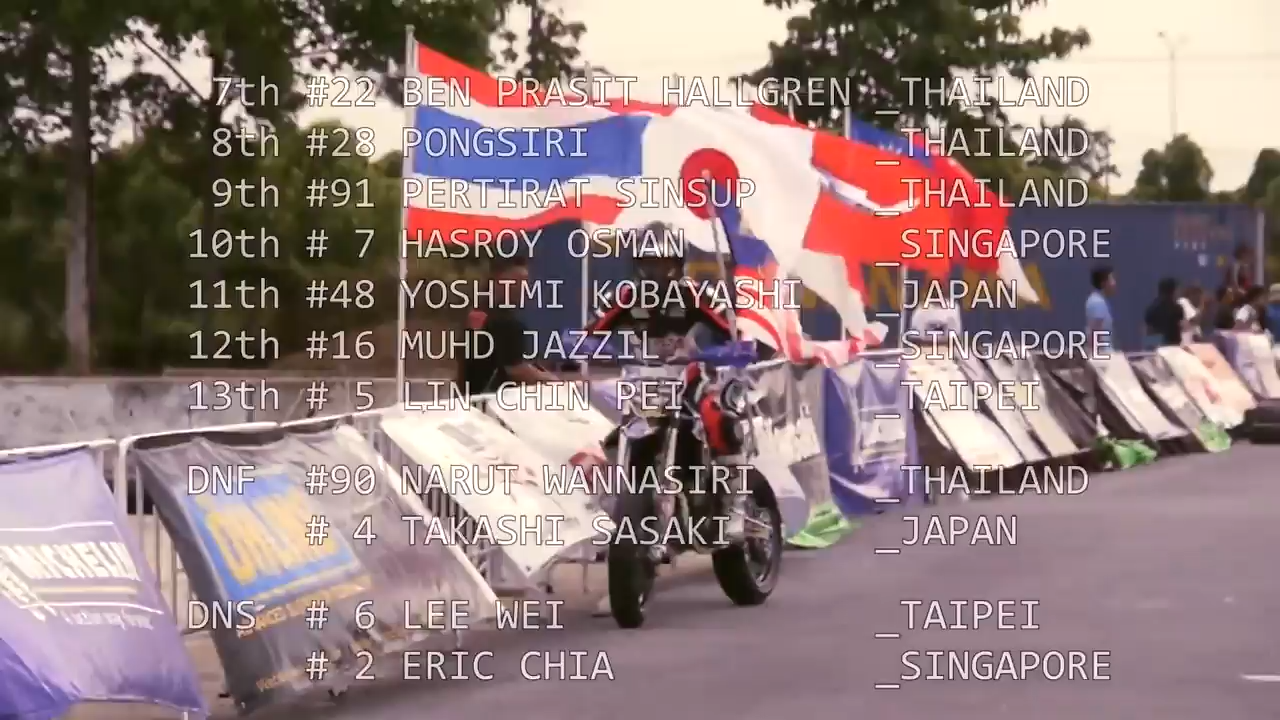 7th #22 BEN PRASIT HALLGREN _THAILAND
8th #28 PONGSIRI _THAILAND
9th #91 PERTIRAT SINSUP _THAILAND
10th # 7 HASROY OSMAN _SINGAPORE
11th #48 YOSHIMI KOBAYASHI _JAPAN
12th #16 MUHD JAZZIL _SINGAPORE
13th # 5 LIN CHIN PEI _TAIPEI
DNF #90 NARUT WANNASIRI _THAILAND
# 4 TAKASHI SASAKI _JAPAN
DNS # 6 LEE WEI _TAIPEI
# 2 ERIC CHIA _SINGAPORE
MICHELIN